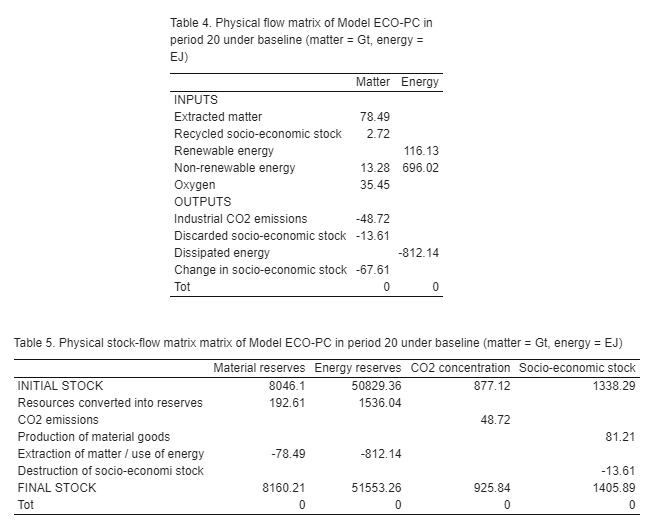 Table 4. Physical flow matrix of Model ECO-PC in
period 20 under baseline (matter = Gt, energy =
EJ)
Matter Energy
INPUTS
Extracted matter 78.49
Recycled socio-economic stock 2.72
Renewable energy 116.13
Non-renewable energy 13.28 696.02
Oxygen 35.45
OUTPUTS
Industrial CO2 emissions -48.72
Discarded socio-economic stock -13.61
Dissipated energy -812.14
Change in socio-economic stock -67.61
Tot 0 0
Table 5. Physical stock-flow matrix matrix of Model ECO-PC in period 20 under baseline (matter = Gt, energy = EJ)
Material reserves Energy reserves CO2 concentration Socio-economic stock
INITIAL STOCK 8046.1 50829.36 877.12 1338.29
Resources converted into reserves 192.61 1536.04
CO2 emissions 48.72
Production of material goods 81.21
Extraction of matter / use of energy -78.49 -812.14
Destruction of socio-economi stock -13.61
FINAL STOCK 8160.21 51553.26 925.84 1405.89
Tot 0 0 0 0